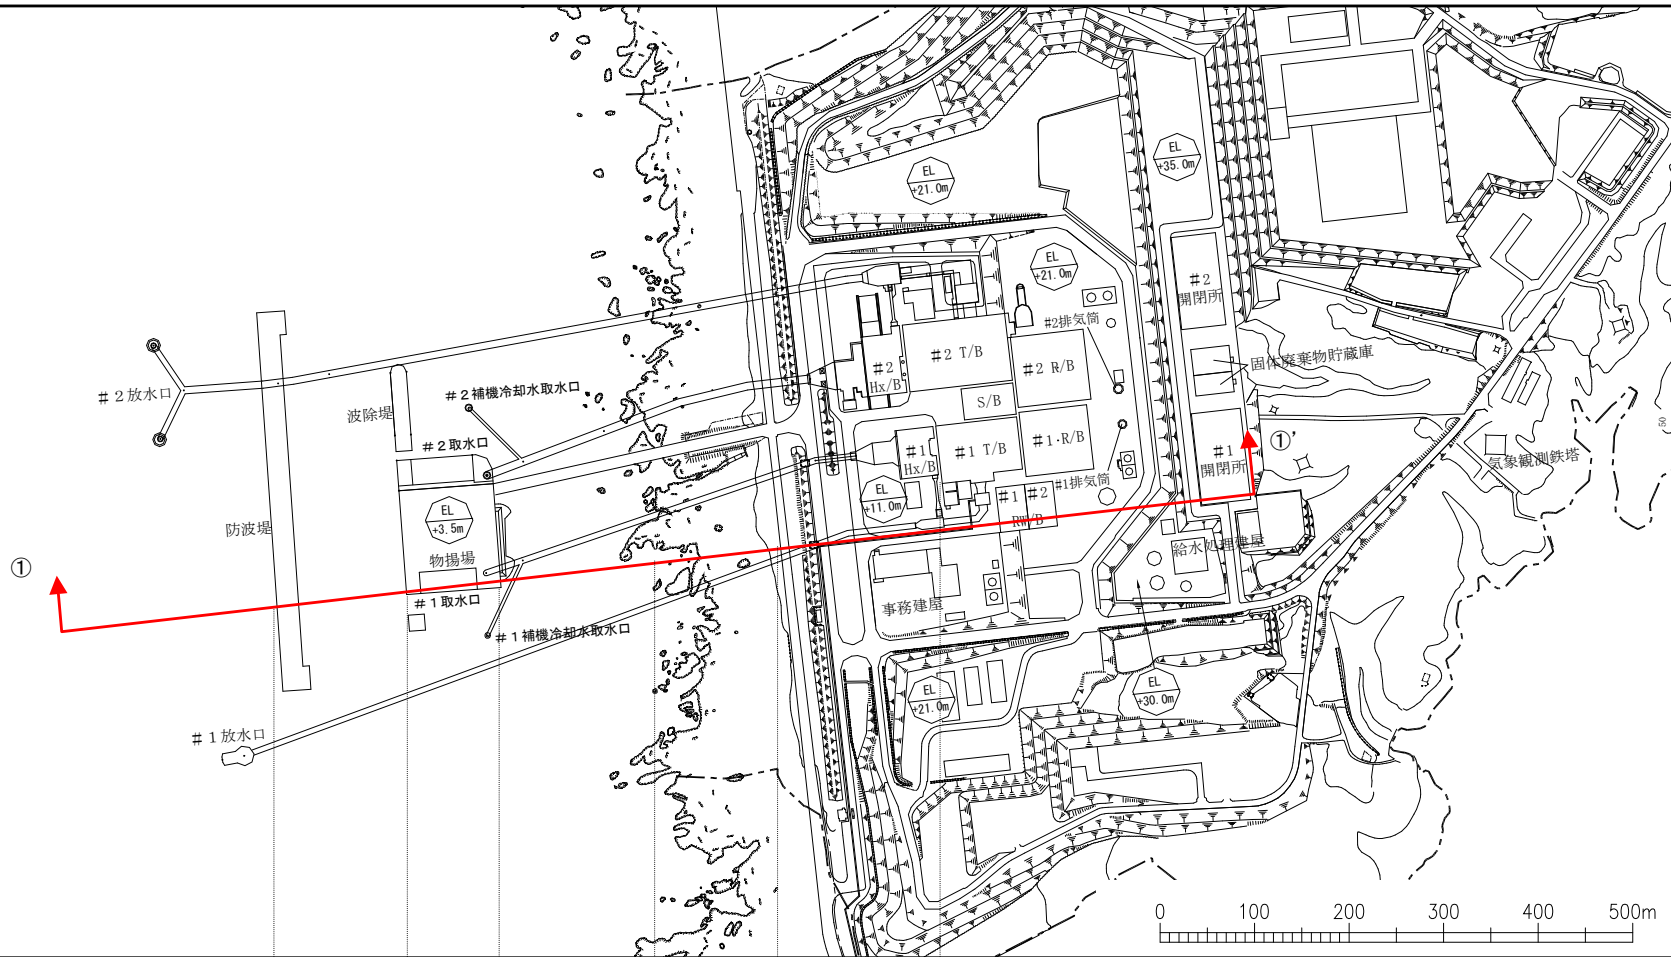 EL
+35.0m
EL
+21.0m
EL
+21.0m
#2
開閉所
#2排気筒
#2 T/B
#2 R/B
#2
Hx/B
固体廃棄物貯蔵庫
#2放水口
#2補機冷却水取水口
波除堤
S/B
#2取水口
#1
Hx/B
#1 T/B
#1・R/B
#1
開閉所
①'
気象観測鉄塔
#1排気筒
EL
+11.0m
#1 #2
RW/B
EL
+3.5m
防波堤
物揚場
給水処理建屋
①
#1取水口
事務建屋
#1補機冷却水取水口
EL
+21.0m
EL
+30.0m
#1放水口
50
0 100 200 300 400 500m